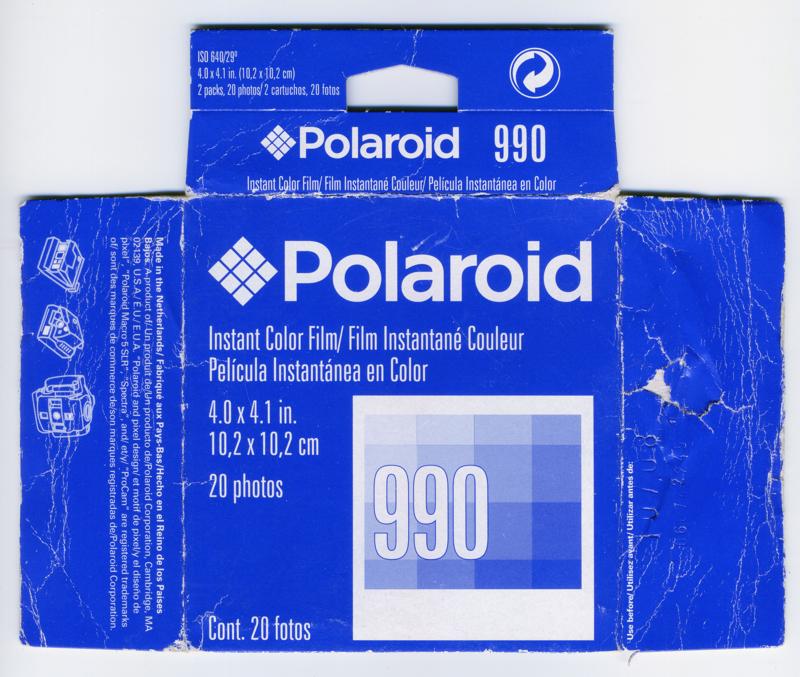 ISO 640/29°
4.0 x 4.1 in. (10,2 x 10,2 cm)
2 packs, 20 photos/ 2 cartuchos, 20 fotos
Polaroid 990
Instant Color Film/ Film Instantané Couleur/ Película Instantánea en Color
Polaroid
Instant Color Film/ Film Instantané Couleur
Película Instantánea en Color
4.0 x 4.1 in.
10,2 x 10,2 cm
20 photos
990
Cont. 20 fotos
Made in the Netherlands/ Fabriqué aux Pays-Bas/Hecho en el Reino de los Paises
Bajos. A product of/Un produit de/Un producto de/Polaroid Corporation, Cambridge, MA
02139, U.S.A./ E.U./ E.U.A. "Polaroid and pixel design/ et motif de pixel/y el diseño de
pixel", "Polaroid Macro 5 SLR", "Spectra", and/ et/y "ProCam" are registered trademarks
of/ sont des marques de commerce de/son marques registradas de/Polaroid Corporation.
Use before/ Utilisez avant/ Utilizar antes de:
10/08